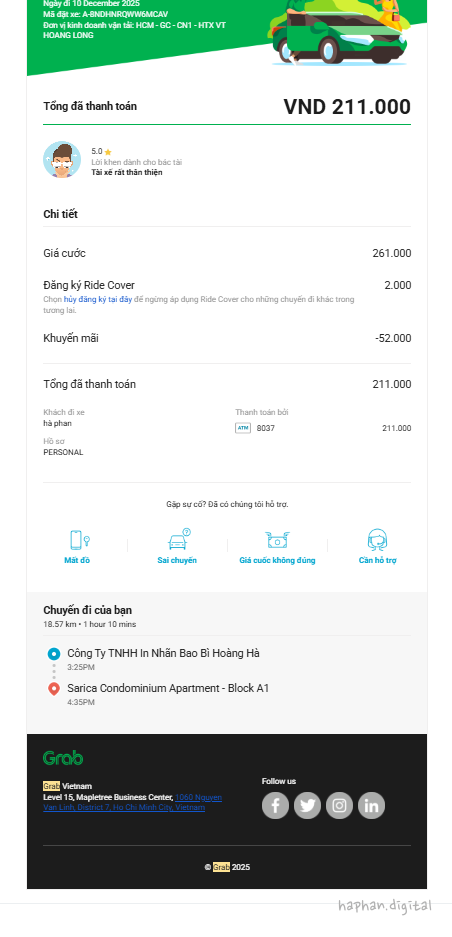 Ngày đi 10 December 2025
Mã đặt xe: A-8NDHNRQWW6MCAV
Đơn vị kinh doanh vận tải: HCM - GC - CN1 - HTX VT
HOANG LONG
Tổng đã thanh toán
VND 211.000
5.0
Lời khen dành cho bác tài
Tài xế rất thân thiện
Chi tiết
Giá cước
261.000
Đăng ký Ride Cover
2.000
Chọn hủy đăng ký tại đây để ngừng áp dụng Ride Cover cho những chuyến đi khác trong
tương lai.
Khuyến mãi
-52.000
Tổng đã thanh toán
211.000
Khách đi xe
hà phan
Hồ sơ
PERSONAL
Thanh toán bởi
ATM 8037
211.000
Gặp sự cố? Đã có chúng tôi hỗ trợ.
Mất đồ
Sai chuyến
Giá cuốc không đúng
Cần hỗ trợ
Chuyến đi của bạn
18.57 km • 1 hour 10 mins
Công Ty TNHH In Nhãn Bao Bì Hoàng Hà
3:25PM
Sarica Condominium Apartment - Block A1
4:35PM
Grab
Grab Vietnam
Level 15, Mapletree Business Center, 1060 Nguyen
Van Linh, District 7, Ho Chi Minh City, Vietnam
Follow us
© Grab 2025
haphan.digital